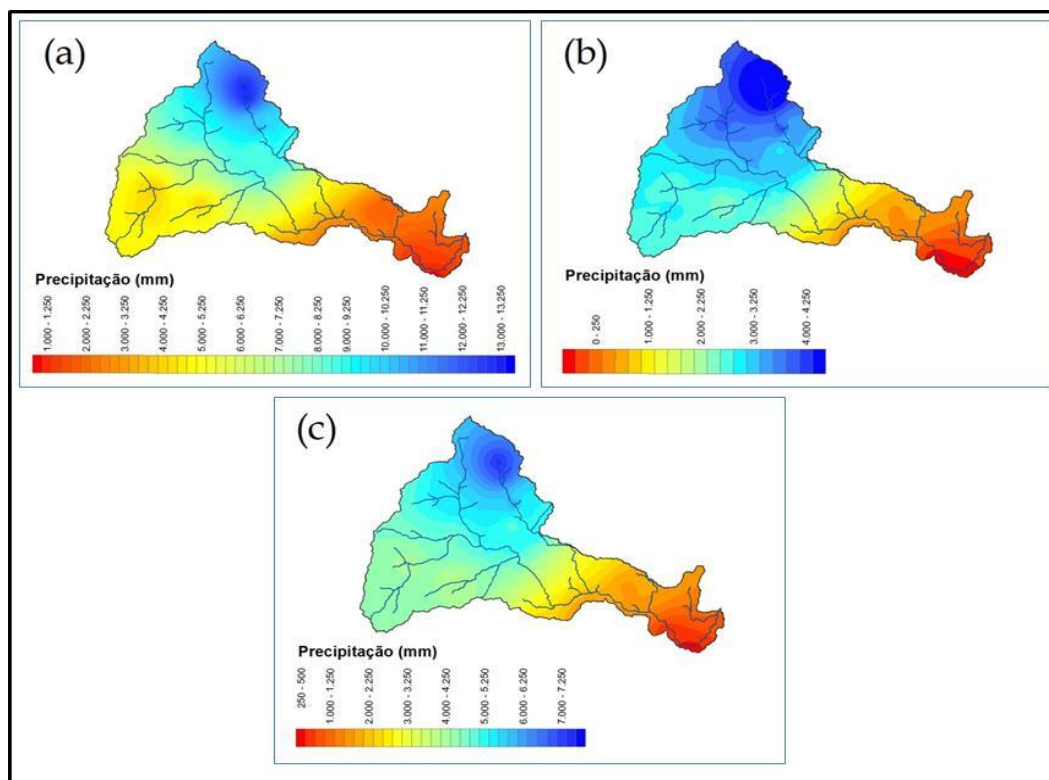 (a)
Precipitação (mm)
1.000 - 1.250
2.000 - 2.250
3.000 - 3.250
4.000 - 4.250
5.000 - 5.250
6.000 - 6.250
7.000 - 7.250
8.000 - 8.250
9.000 - 9.250
10.000 - 10.250
11.000 - 11.250
12.000 - 12.250
13.000 - 13.250
(b)
Precipitação (mm)
0 - 250
1.000 - 1.250
2.000 - 2.250
3.000 - 3.250
4.000 - 4.250
(c)
Precipitação (mm)
250 - 500
1.000 - 1.250
2.000 - 2.250
3.000 - 3.250
4.000 - 4.250
5.000 - 5.250
6.000 - 6.250
7.000 - 7.250